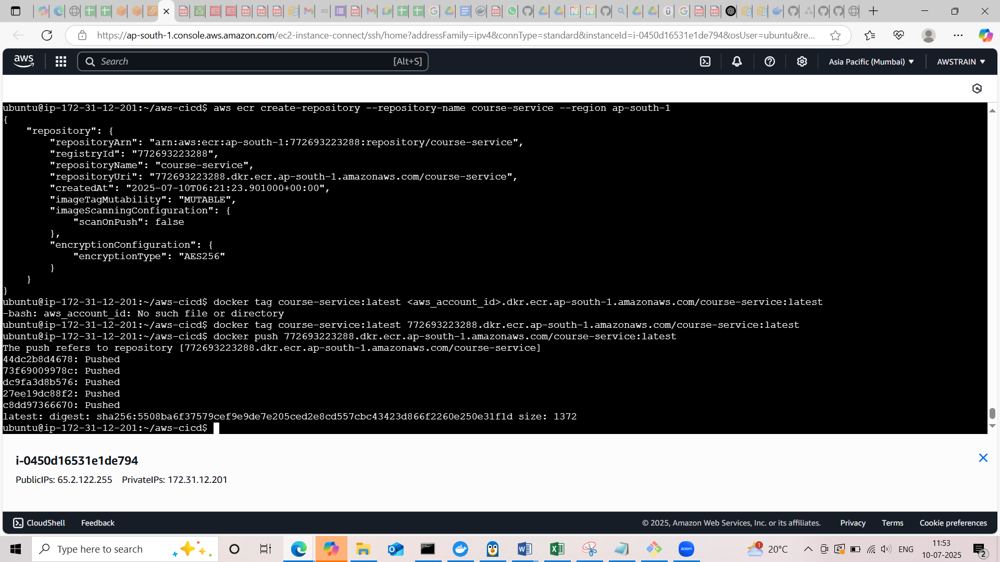 https://ap-south-1.console.aws.amazon.com/ec2-instance-connect/ssh/home?addressFamily=ipv4&connType=standard&instanceId=i-0450d16531e1de794&osUser=ubuntu&re...
aws
Search
[Alt+S]
Asia Pacific (Mumbai)
AWSTRAIN
ubuntu@ip-172-31-12-201:~/aws-cicd$ aws ecr create-repository --repository-name course-service --region ap-south-1
{
    "repository": {
        "repositoryArn": "arn:aws:ecr:ap-south-1:772693223288:repository/course-service",
        "registryId": "772693223288",
        "repositoryName": "course-service",
        "repositoryUri": "772693223288.dkr.ecr.ap-south-1.amazonaws.com/course-service",
        "createdAt": "2025-07-10T06:21:23.901000+00:00",
        "imageTagMutability": "MUTABLE",
        "imageScanningConfiguration": {
            "scanOnPush": false
        },
        "encryptionConfiguration": {
            "encryptionType": "AES256"
        }
    }
}
ubuntu@ip-172-31-12-201:~/aws-cicd$ docker tag course-service:latest <aws_account_id>.dkr.ecr.ap-south-1.amazonaws.com/course-service:latest
-bash: aws_account_id: No such file or directory
ubuntu@ip-172-31-12-201:~/aws-cicd$ docker tag course-service:latest 772693223288.dkr.ecr.ap-south-1.amazonaws.com/course-service:latest
ubuntu@ip-172-31-12-201:~/aws-cicd$ docker push 772693223288.dkr.ecr.ap-south-1.amazonaws.com/course-service:latest
The push refers to repository [772693223288.dkr.ecr.ap-south-1.amazonaws.com/course-service]
44dc2b8d4678: Pushed
73f69009978c: Pushed
dc9fa3d8b576: Pushed
27ee19dc88f2: Pushed
c8dd97366670: Pushed
latest: digest: sha256:5508ba6f37579cef9e9de7e205ced2e8cd557cbc43423d866f2260e250e31f1d size: 1372
ubuntu@ip-172-31-12-201:~/aws-cicd$
i-0450d16531e1de794
PublicIPs: 65.2.122.255 PrivateIPs: 172.31.12.201
CloudShell
Feedback
© 2025, Amazon Web Services, Inc. or its affiliates.
Privacy
Terms
Cookie preferences
Type here to search
zoom
1
20°C
ENG
11:53
10-07-2025
2